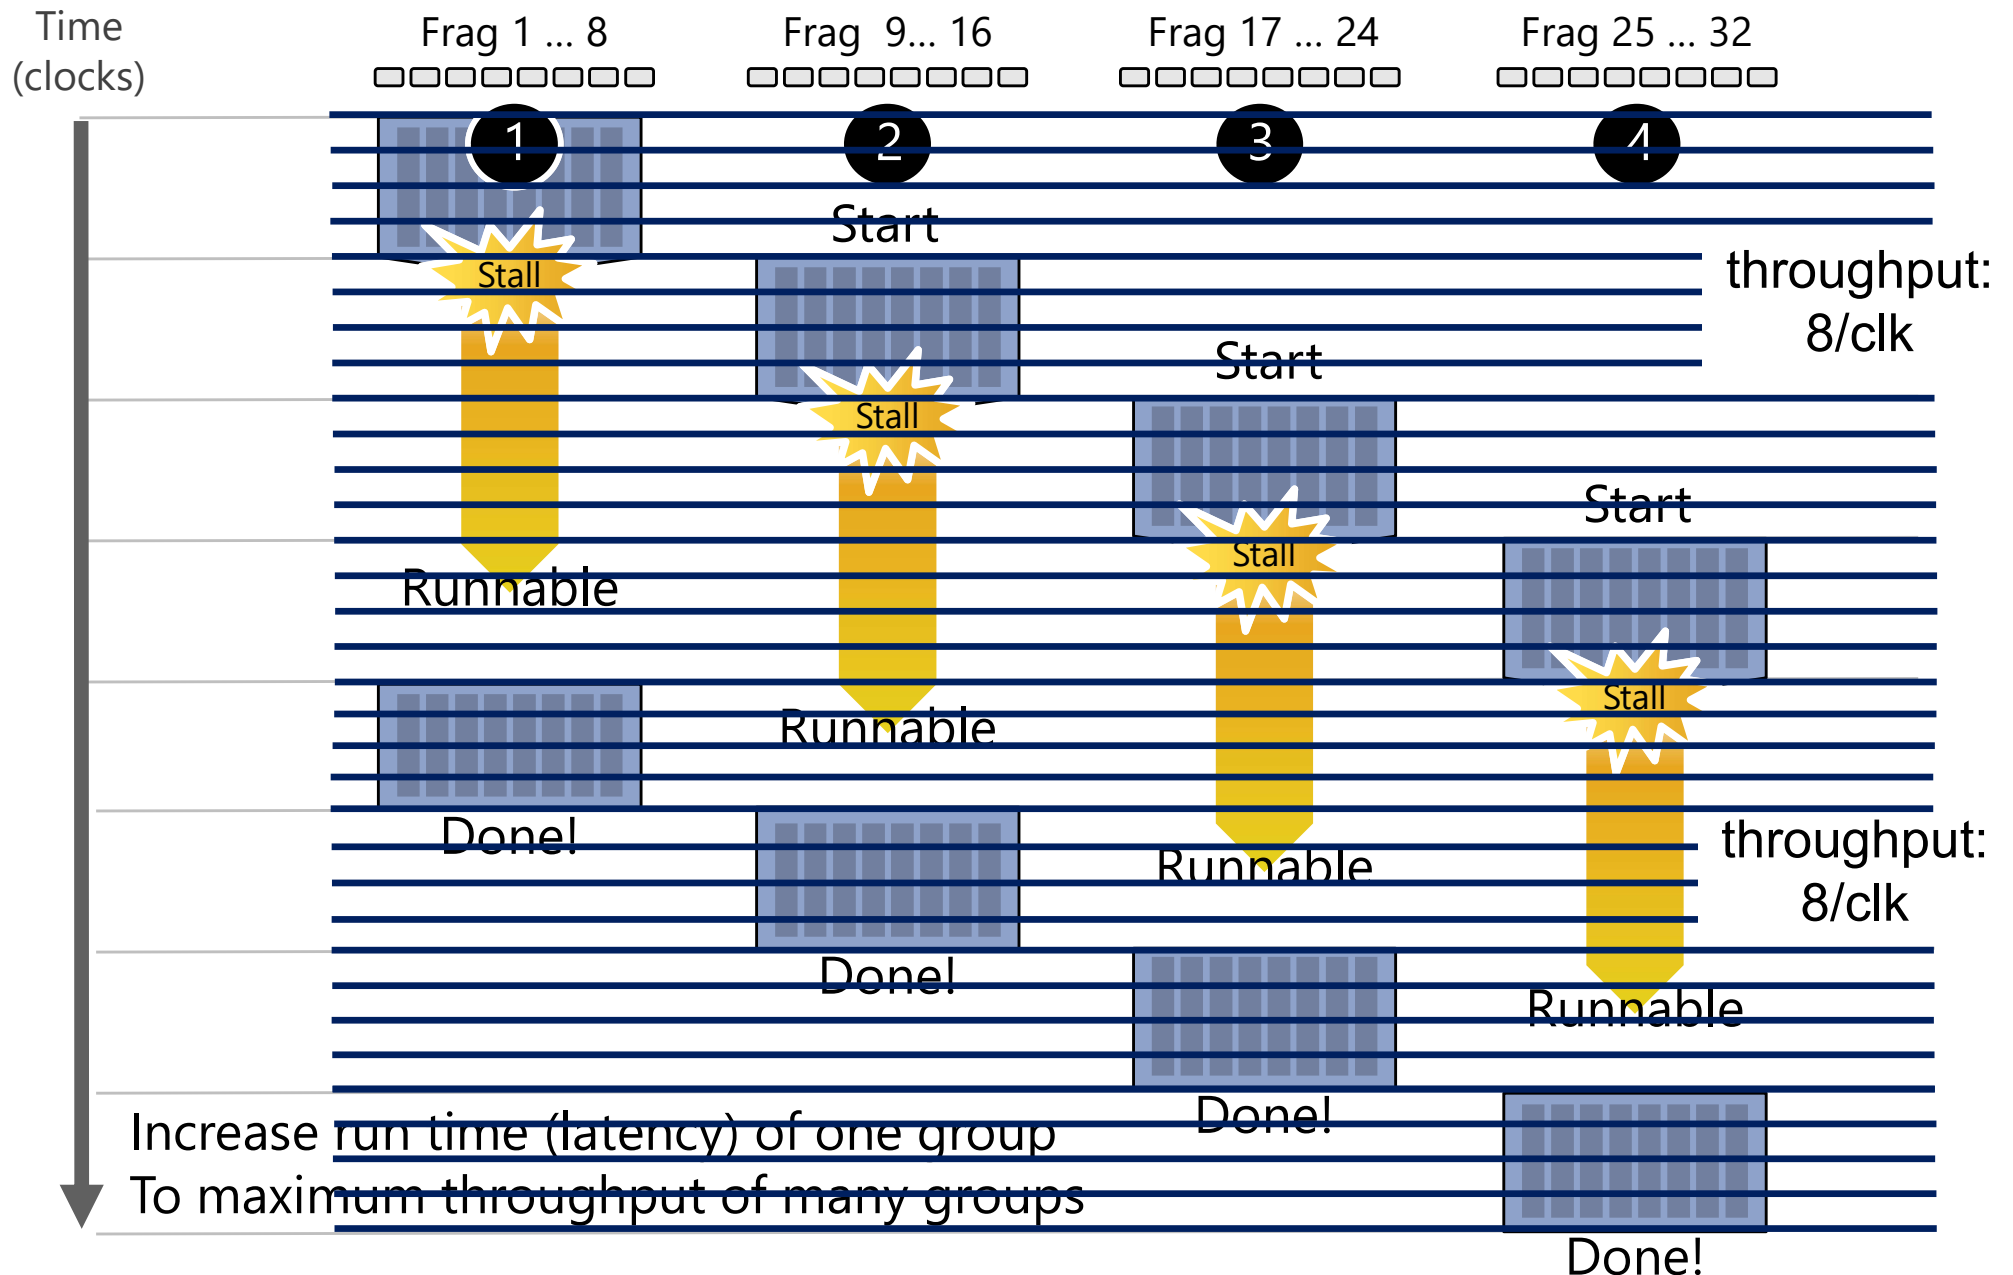 Time
(clocks)
Frag 1 ... 8
Frag  9... 16
Frag 17 ... 24
Frag 25 ... 32
1
2
3
4
Start
Stall
throughput:
8/clk
Start
Stall
Start
Stall
Runnable
Stall
Runnable
Done!
throughput:
8/clk
Runnable
Done!
Runnable
Done!
Increase run time (latency) of one group
To maximum throughput of many groups
Done!